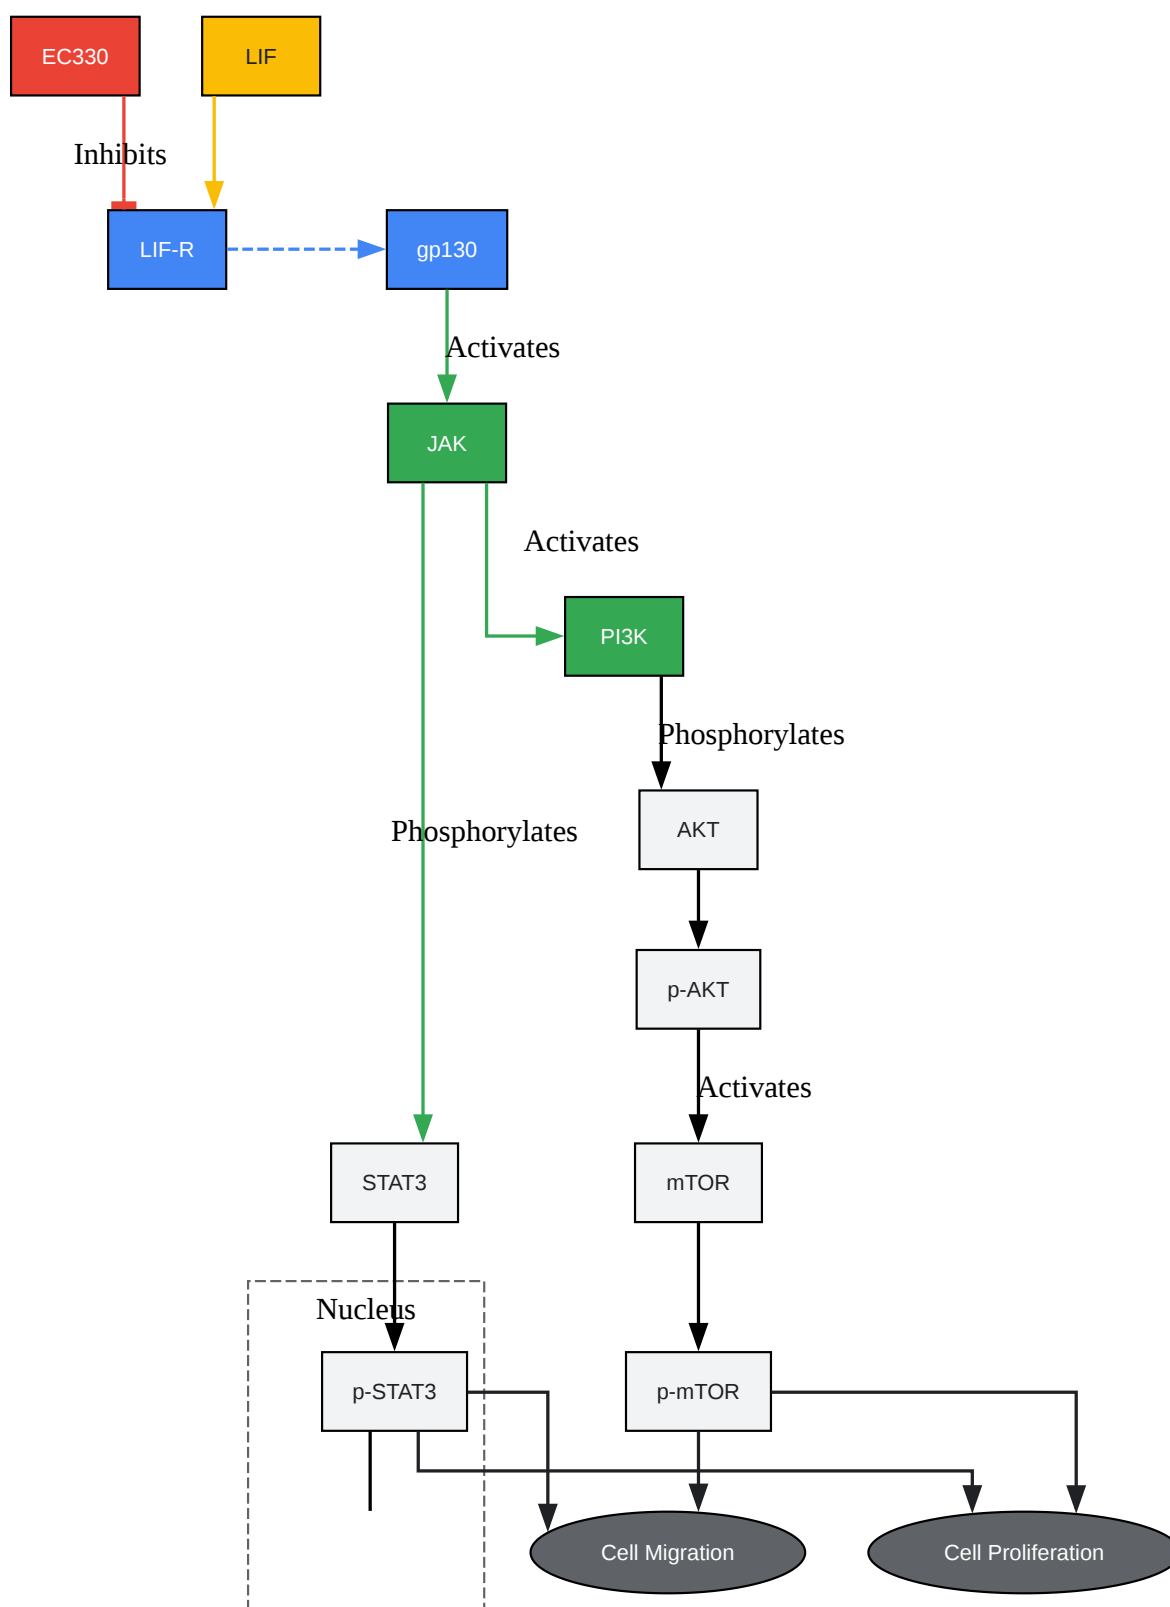 EC330
LIF
Inhibits
LIF-R
gp130
Activates
JAK
Activates
PI3K
Phosphorylates
AKT
Phosphorylates
p-AKT
Activates
STAT3
mTOR
Nucleus
p-STAT3
p-mTOR
Cell Migration
Cell Proliferation